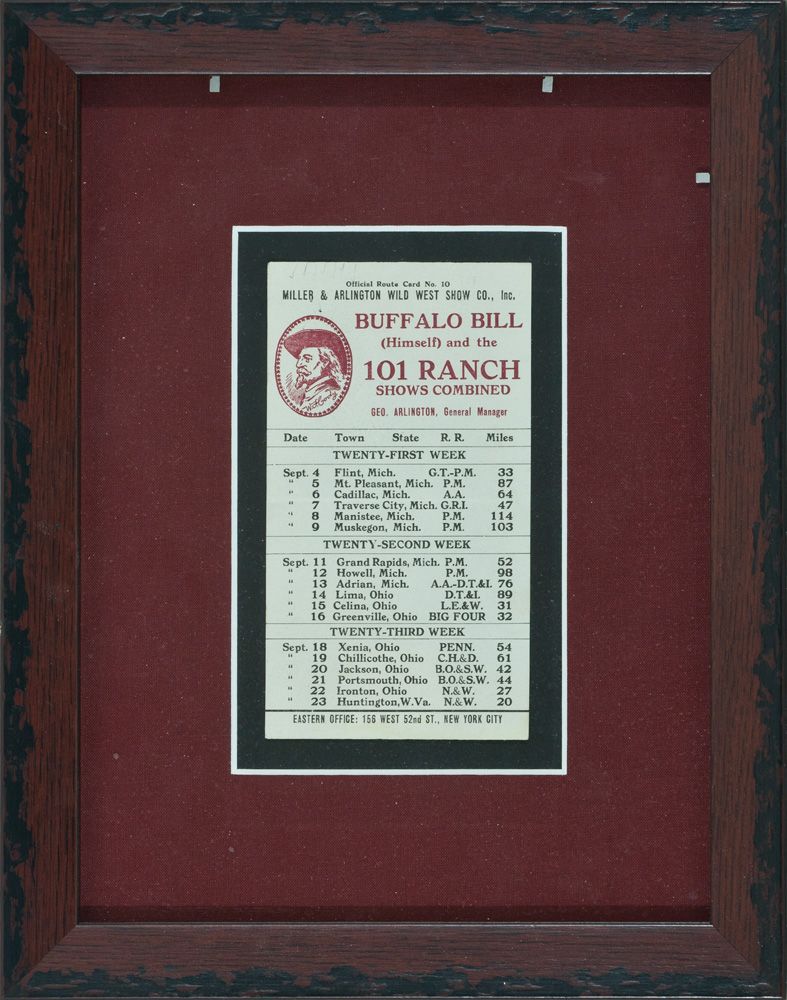 Official Route Card No. 10
MILLER & ARLINGTON WILD WEST SHOW CO., Inc.
BUFFALO BILL
(Himself) and the
101 RANCH
SHOWS COMBINED
GEO. ARLINGTON, General Manager
Date Town State R. R. Miles
TWENTY-FIRST WEEK
Sept. 4 Flint, Mich. G.T.-P.M. 33
" 5 Mt. Pleasant, Mich. P.M. 87
" 6 Cadillac, Mich. A.A. 64
" 7 Traverse City, Mich. G.R.I. 47
" 8 Manistee, Mich. P.M. 114
" 9 Muskegon, Mich. P.M. 103
TWENTY-SECOND WEEK
Sept. 11 Grand Rapids, Mich. P.M. 52
" 12 Howell, Mich. P.M. 98
" 13 Adrian, Mich. A.A.-D.T.&I. 76
" 14 Lima, Ohio D.T.&I. 89
" 15 Celina, Ohio L.E.&W. 31
" 16 Greenville, Ohio BIG FOUR 32
TWENTY-THIRD WEEK
Sept. 18 Xenia, Ohio PENN. 54
" 19 Chillicothe, Ohio C.H.&D. 61
" 20 Jackson, Ohio B.O.&S.W. 42
" 21 Portsmouth, Ohio B.O.&S.W. 44
" 22 Ironton, Ohio N.&W. 27
" 23 Huntington, W.Va. N.&W. 20
EASTERN OFFICE: 156 WEST 52nd ST., NEW YORK CITY